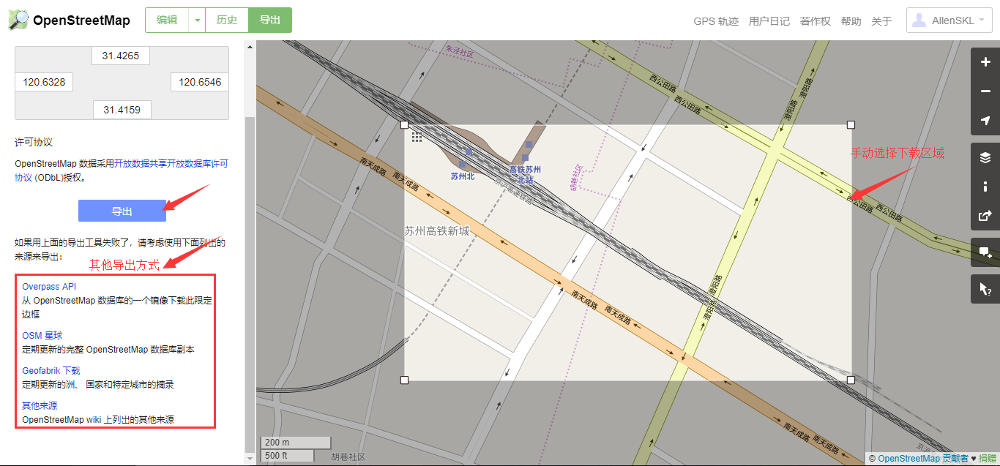 OpenStreetMap
编辑
历史
导出
GPS 轨迹
用户日记
著作权
帮助
关于
AllenSKL
31.4265
120.6328
120.6546
31.4159
许可协议
OpenStreetMap 数据采用开放数据共享开放数据库许可
协议 (ODbL)授权。
导出
如果用上面的导出工具失败了，请考虑使用下面列出的
来源来导出：
其他导出方式
Overpass API
从 OpenStreetMap 数据库的一个镜像下载此限定
边框
OSM 星球
定期更新的完整 OpenStreetMap 数据库副本
Geofabrik 下载
定期更新的洲、 国家和特定城市的摘录
其他来源
OpenStreetMap wiki 上列出的其他来源
朱泾社区
西公田路
西公田路
澄阳路
澄阳路
手动选择下载区域
南天成路
南天成路
苏州北
高铁苏州
北站
京沪高速铁路
胡巷社区
西公田路
西公田路
苏州高铁新城
澄阳路
澄阳路
南天成路
南天成路
南天成路
南天成路
200 m
500 ft
胡巷社区
© OpenStreetMap 贡献者 ♥ 捐赠